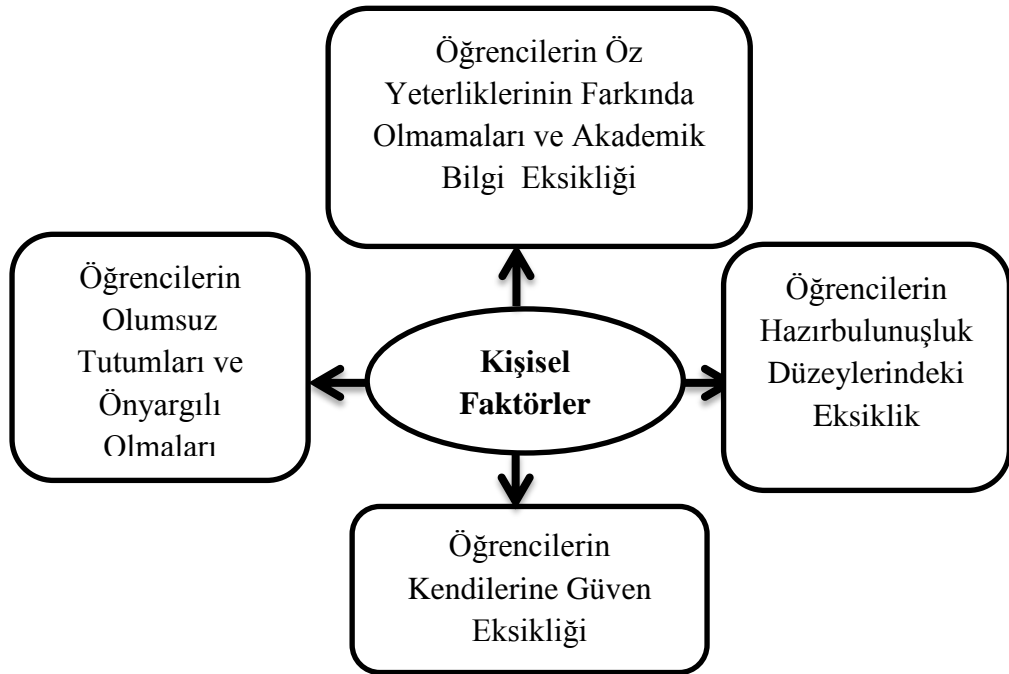 Öğrencilerin Öz
Yeterliklerinin Farkında
Olmamaları ve Akademik
Bilgi Eksikliği
Öğrencilerin
Olumsuz
Tutumları ve
Önyargılı
Olmaları
Kişisel
Faktörler
Öğrencilerin
Hazırbulunuşluk
Düzeylerindeki
Eksiklik
Öğrencilerin
Kendilerine Güven
Eksikliği